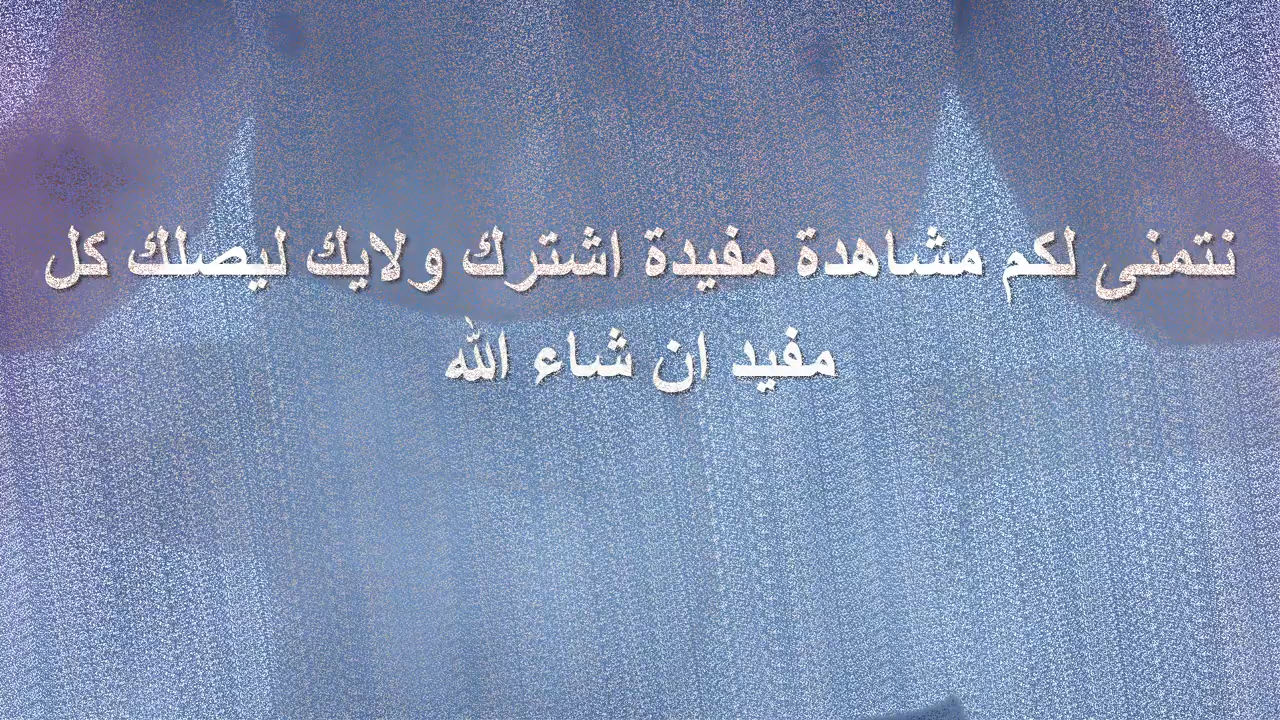 نتمنى لكم مشاهدة مفيدة اشترك ولايك ليصلك كل
مفيد ان شاء الله